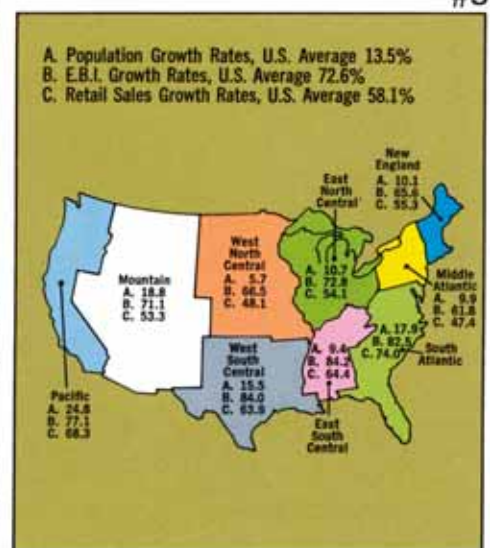 A. Population Growth Rates, U.S. Average 13.5%
B. E.B.I. Growth Rates, U.S. Average 72.6%
C. Retail Sales Growth Rates, U.S. Average 58.1%
New
England
A. 10.1
B. 65.6
C. 55.3
East
North
Central
A. 10.7
B. 72.8
C. 54.1
West
North
Central
A. 5.7
B. 66.5
C. 48.1
Mountain
A. 18.8
B. 71.1
C. 53.3
Middle
Atlantic
A. 9.9
B. 61.8
C. 47.4
A. 17.9
B. 82.5
C. 74.0
South
Atlantic
West
South
Central
A. 15.5
B. 84.0
C. 63.9
A. 9.4
B. 84.2
C. 64.4
East
South
Central
Pacific
A. 24.8
B. 77.1
C. 68.3